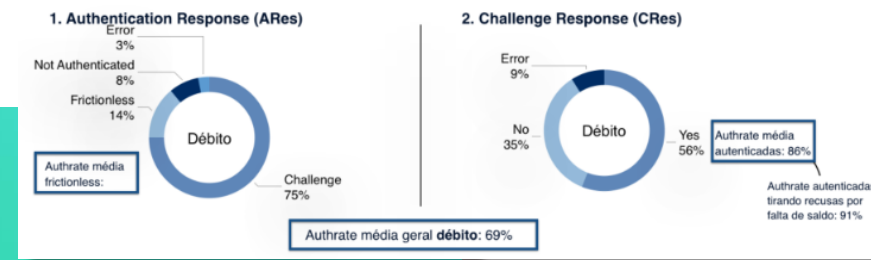 1. Authentication Response (ARes)
Error
3%
Not Authenticated
8%
Frictionless
14%
Débito
Challenge
75%
Authrate média
frictionless:
2. Challenge Response (CRes)
Error
9%
No
35%
Débito
Yes
56%
Authrate média
autenticadas: 86%
Authrate autenticada
tirando recusas por
falta de saldo: 91%
Authrate média geral débito: 69%